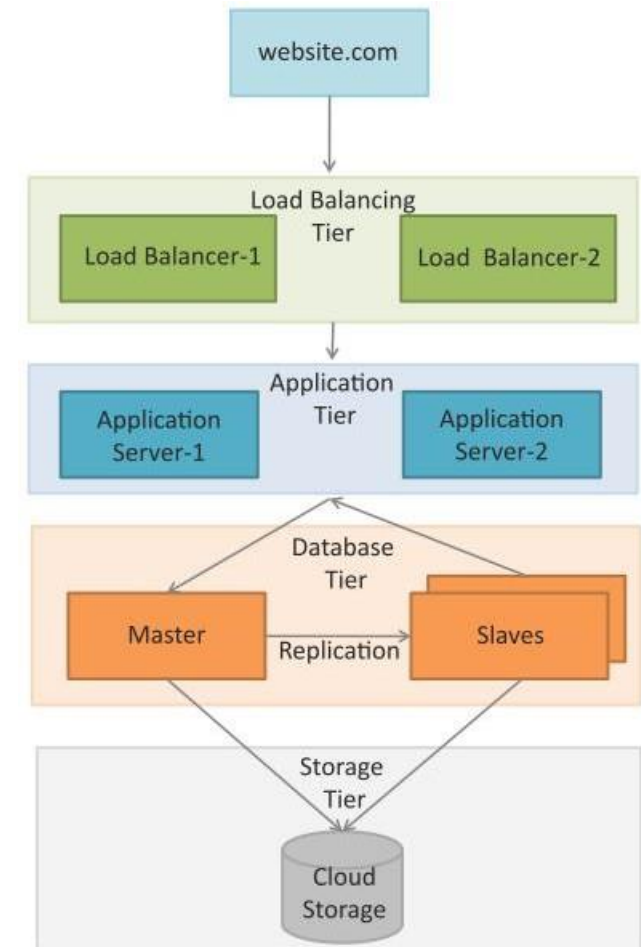 website.com
Load Balancing
Tier
Load Balancer-1
Load Balancer-2
Application
Tier
Application
Server-1
Application
Server-2
Database
Tier
Master
Replication
Slaves
Storage
Tier
Cloud
Storage